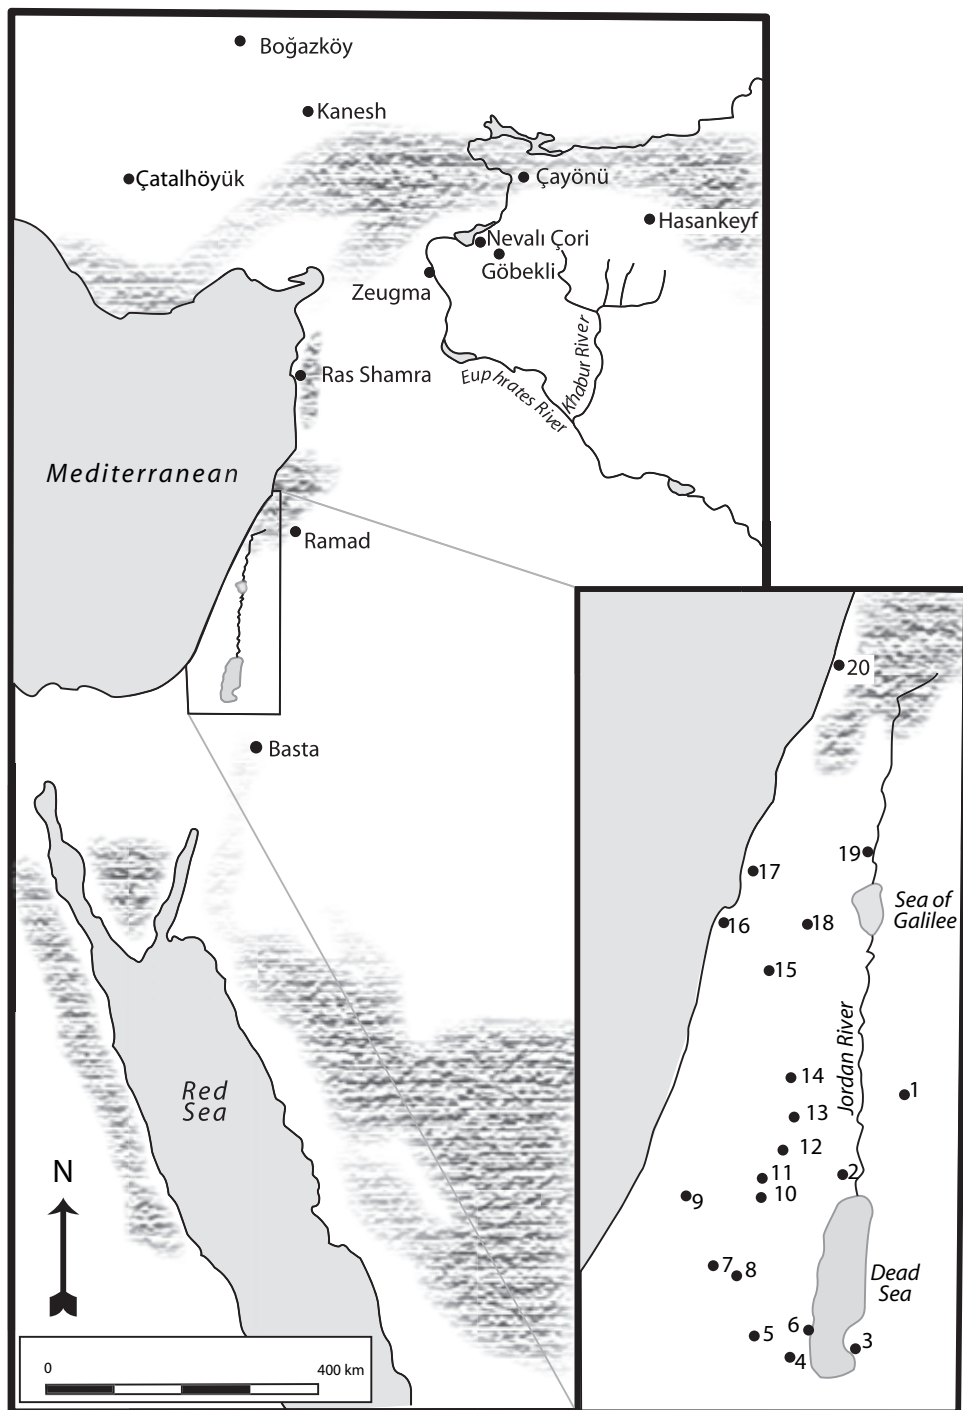 Boğazköy
Kanesh
Çatalhöyük
Çayönü
Hasankeyf
Nevalı Çori
Göbekli
Zeugma
Ras Shamra
Euphrates River
Khabur River
Mediterranean
Ramad
Basta
20
19
17
Sea of
Galilee
16
18
15
Jordan River
14
1
13
12
11
2
10
9
7
8
Dead
Sea
6
5
3
4
Red
Sea
N
0
400 km